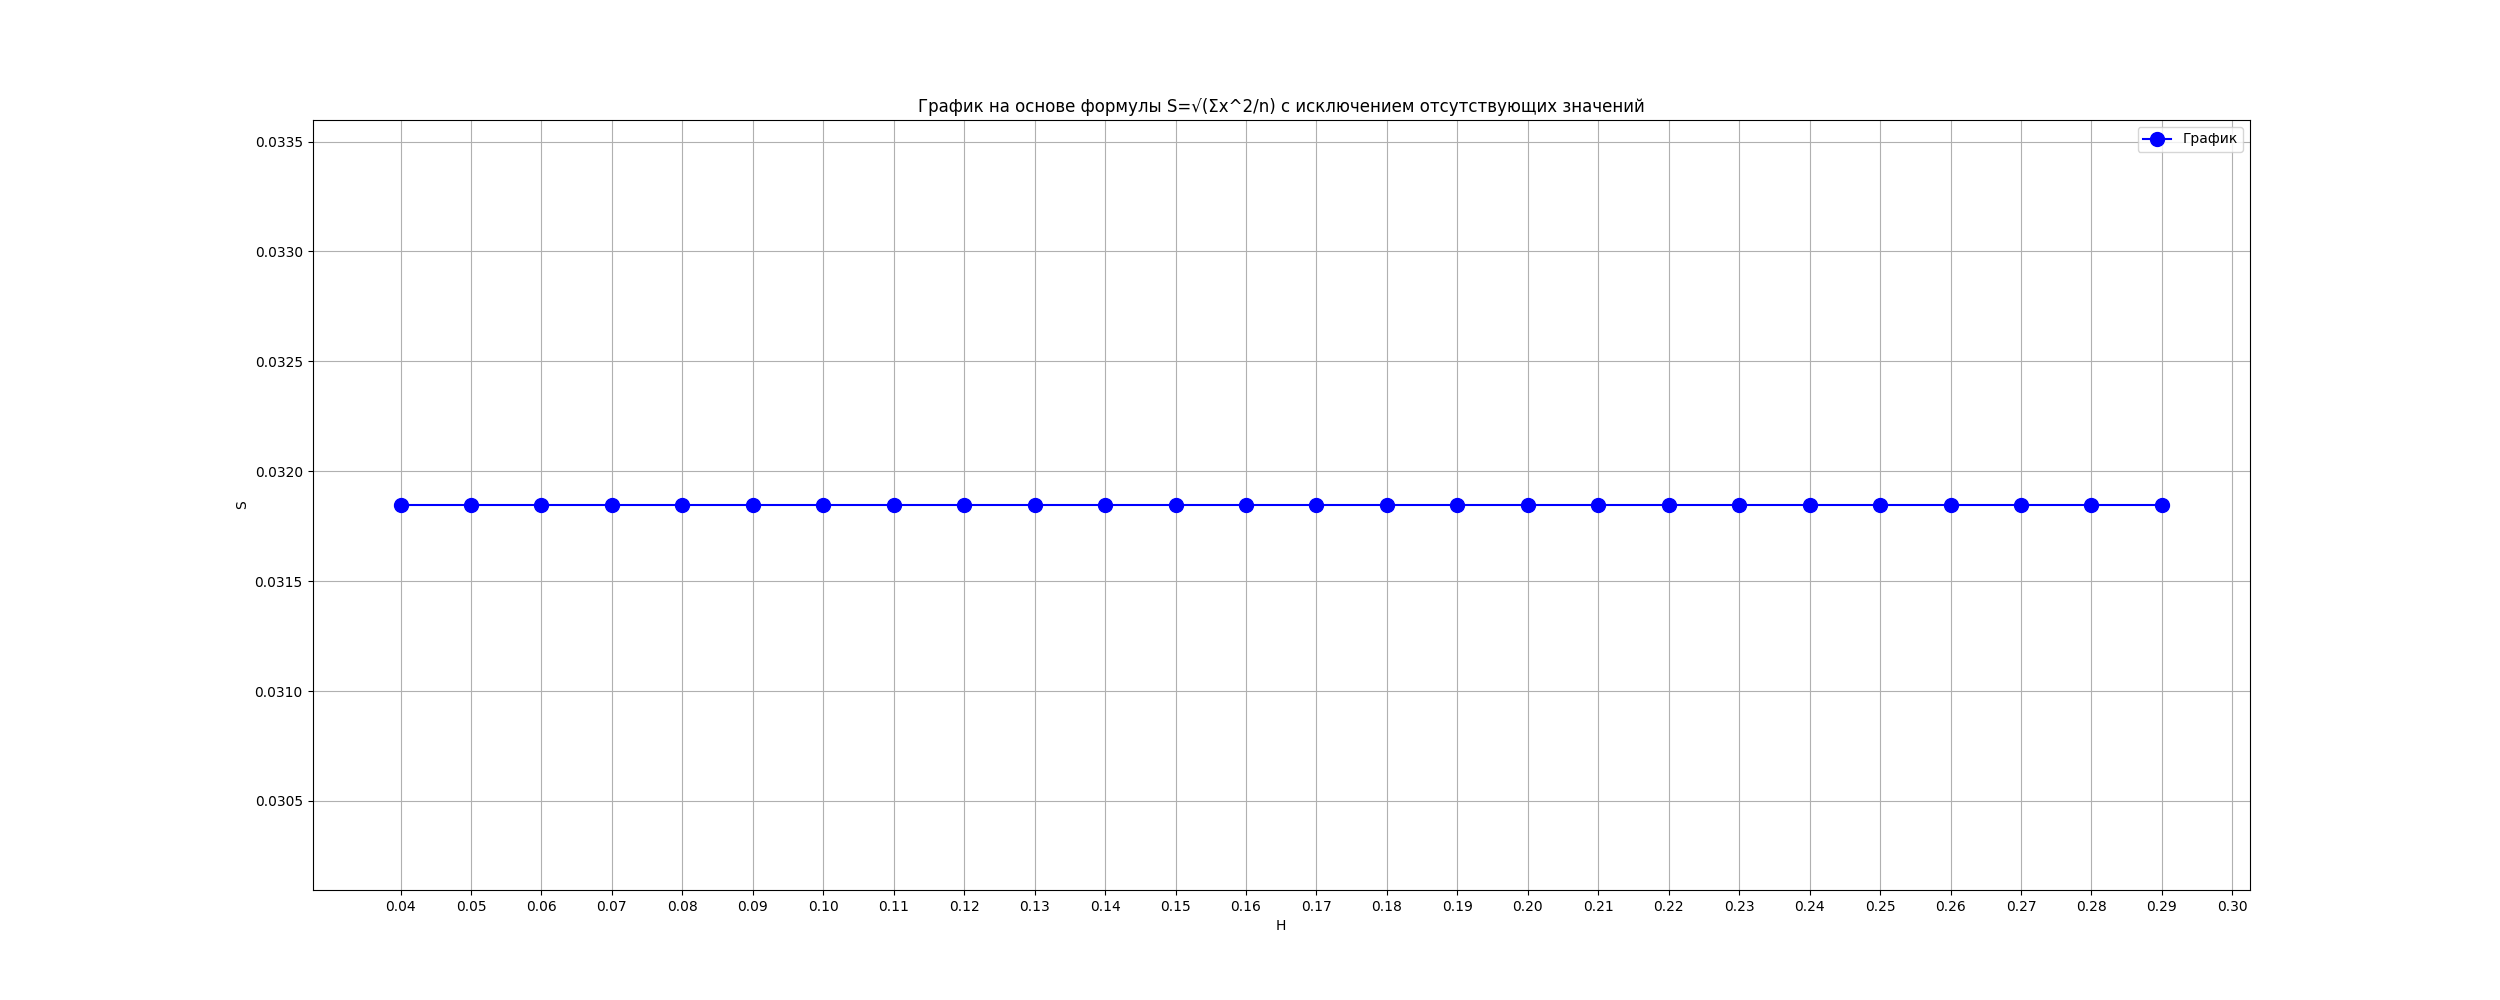 График на основе формулы S=√(Σx^2/n) с исключением отсутствующих значений
График
0.0335
0.0330
0.0325
0.0320
0.0315
0.0310
0.0305
S
0.04 0.05 0.06 0.07 0.08 0.09 0.10 0.11 0.12 0.13 0.14 0.15 0.16 0.17 0.18 0.19 0.20 0.21 0.22 0.23 0.24 0.25 0.26 0.27 0.28 0.29 0.30
H